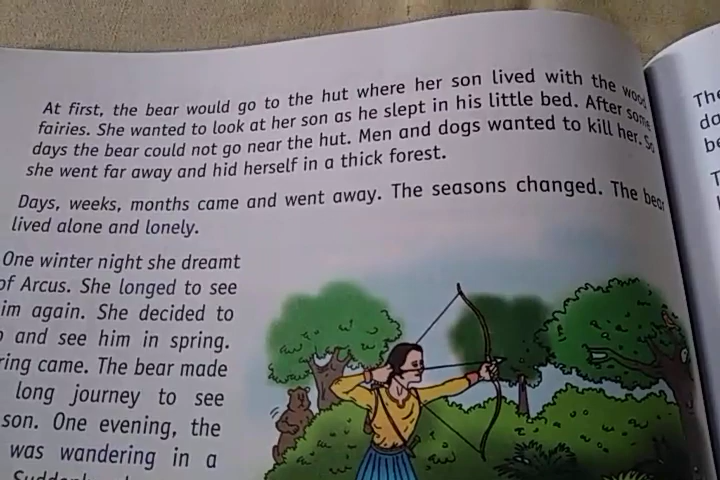 At first, the bear would go to the hut where her son lived with the wood
fairies. She wanted to look at her son as he slept in his little bed. After some
days the bear could not go near the hut. Men and dogs wanted to kill her. So
she went far away and hid herself in a thick forest.
Days, weeks, months came and went away. The seasons changed. The bear
lived alone and lonely.
One winter night she dreamt
of Arcus. She longed to see
im again. She decided to
and see him in spring.
ring came. The bear made
long journey to see
son. One evening, the
was wandering in a
The
do
be